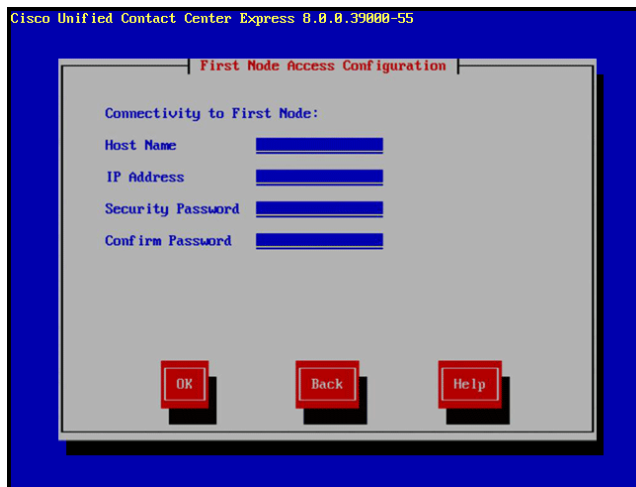 Cisco Unified Contact Center Express 8.0.0.39000-55
First Node Access Configuration
Connectivity to First Node:
Host Name
IP Address
Security Password
Confirm Password
OK Back Help